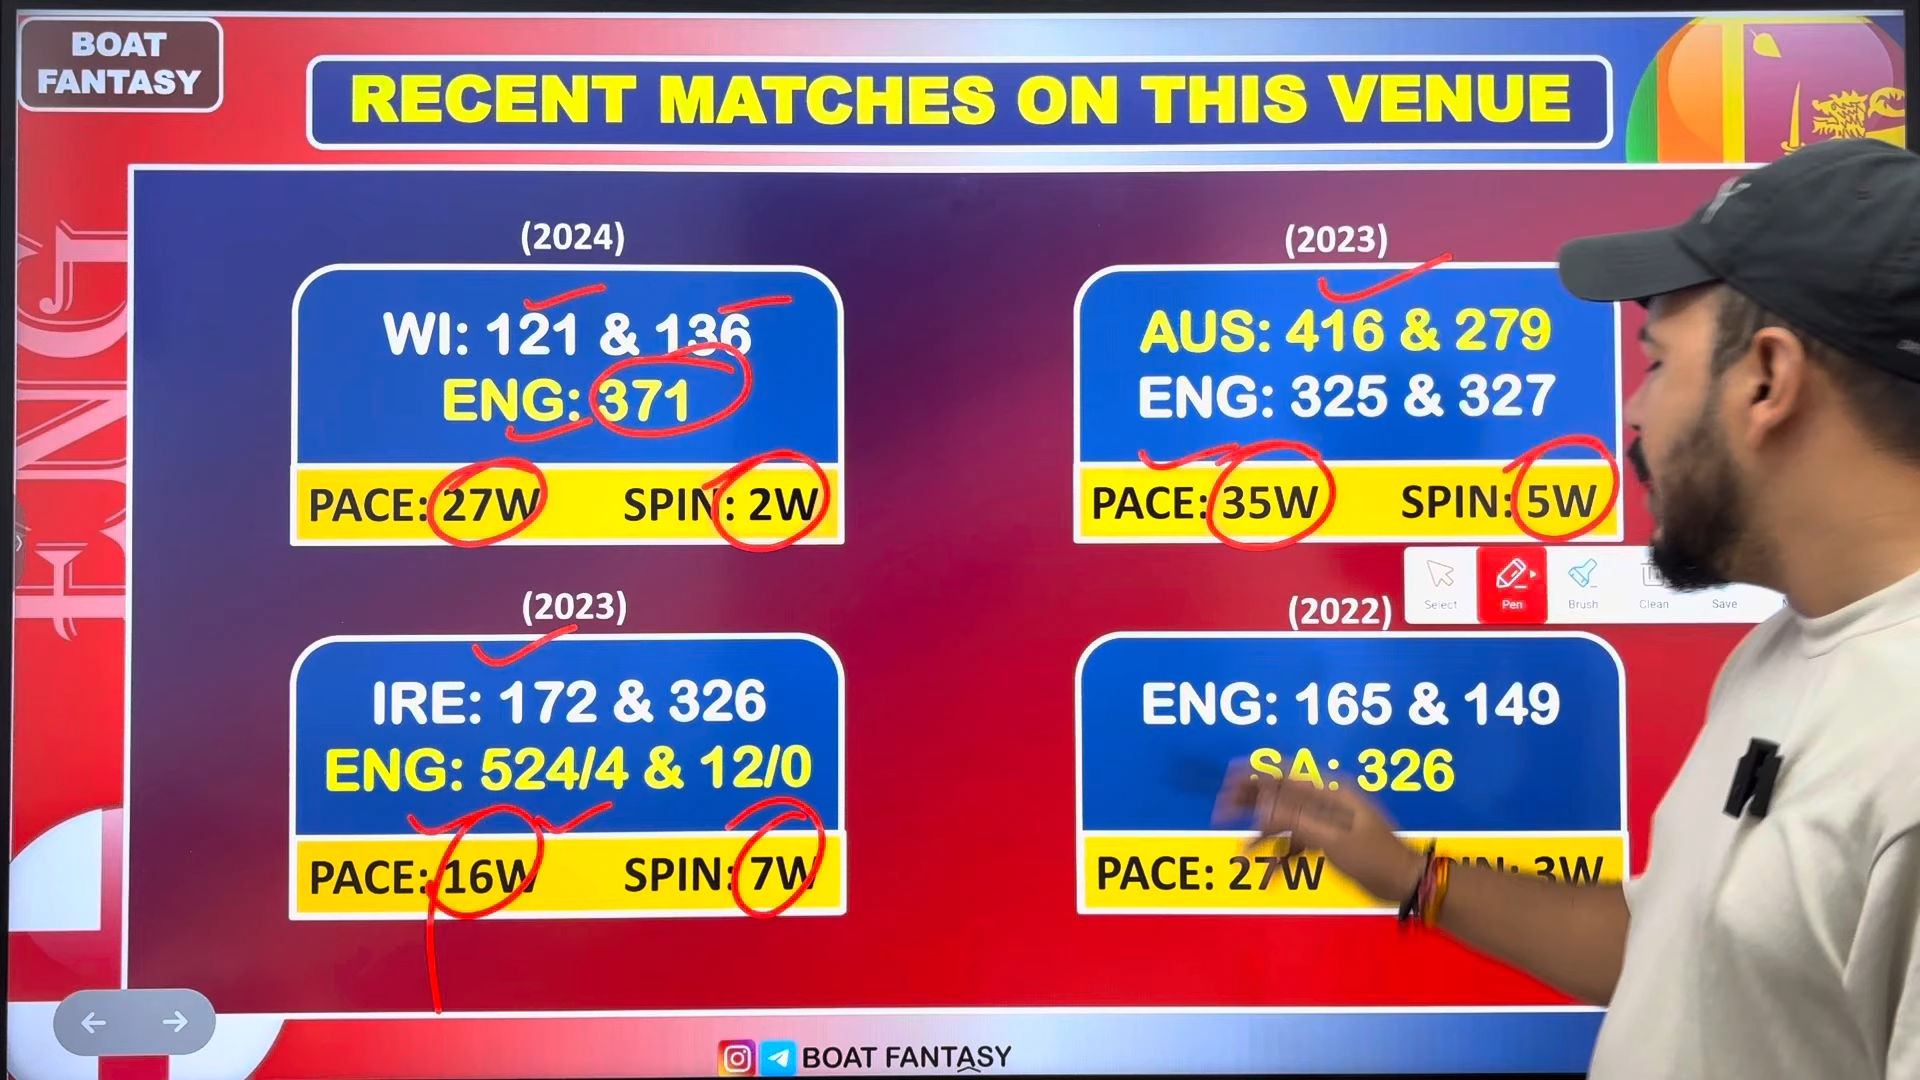 BOAT
FANTASY
RECENT MATCHES ON THIS VENUE
ENG
(2024)
WI: 121 & 136
ENG: 371
PACE: 27W SPIN: 2W
(2023)
AUS: 416 & 279
ENG: 325 & 327
PACE: 35W SPIN: 5W
Select Pen Brush Clean Save
(2023)
IRE: 172 & 326
ENG: 524/4 & 12/0
PACE: 16W SPIN: 7W
(2022)
ENG: 165 & 149
SA: 326
PACE: 27W 3W
BOAT FANTASY